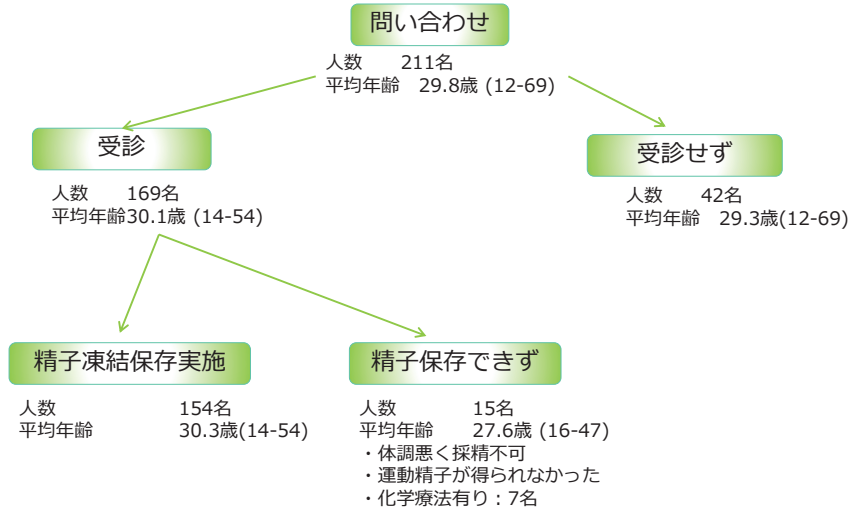 問い合わせ
人数 211名
平均年齢 29.8歳 (12-69)
受診
人数 169名
平均年齢30.1歳 (14-54)
受診せず
人数 42名
平均年齢 29.3歳(12-69)
精子凍結保存実施
人数 154名
平均年齢 30.3歳(14-54)
精子保存できず
人数 15名
平均年齢 27.6歳 (16-47)
・体調悪く採精不可
・運動精子が得られなかった
・化学療法有り：7名